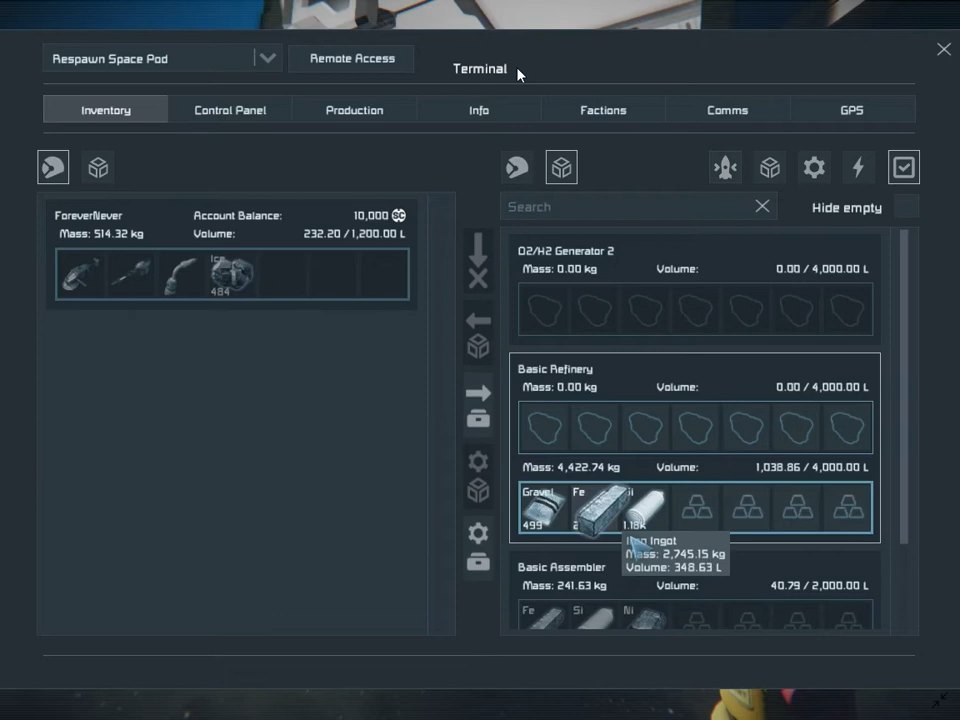 Respawn Space Pod
Remote Access
Terminal
Inventory
Control Panel
Production
Info
Factions
Comms
GPS
ForeverNever
Account Balance: 10,000 SC
Mass: 514.32 kg
Volume: 232.20 / 1,200.00 L
Ice
484
Search
Hide empty
O2/H2 Generator 2
Mass: 0.00 kg
Volume: 0.00 / 4,000.00 L
Basic Refinery
Mass: 0.00 kg
Volume: 0.00 / 4,000.00 L
Mass: 4,422.74 kg
Volume: 1,038.86 / 4,000.00 L
Gravel
Fe
499
1.18K
Ingot
Mass: 2,745.15 kg
Volume: 348.63 L
Basic Assembler
Mass: 241.63 kg
Volume: 40.79 / 2,000.00 L
Fe
Si
Ni